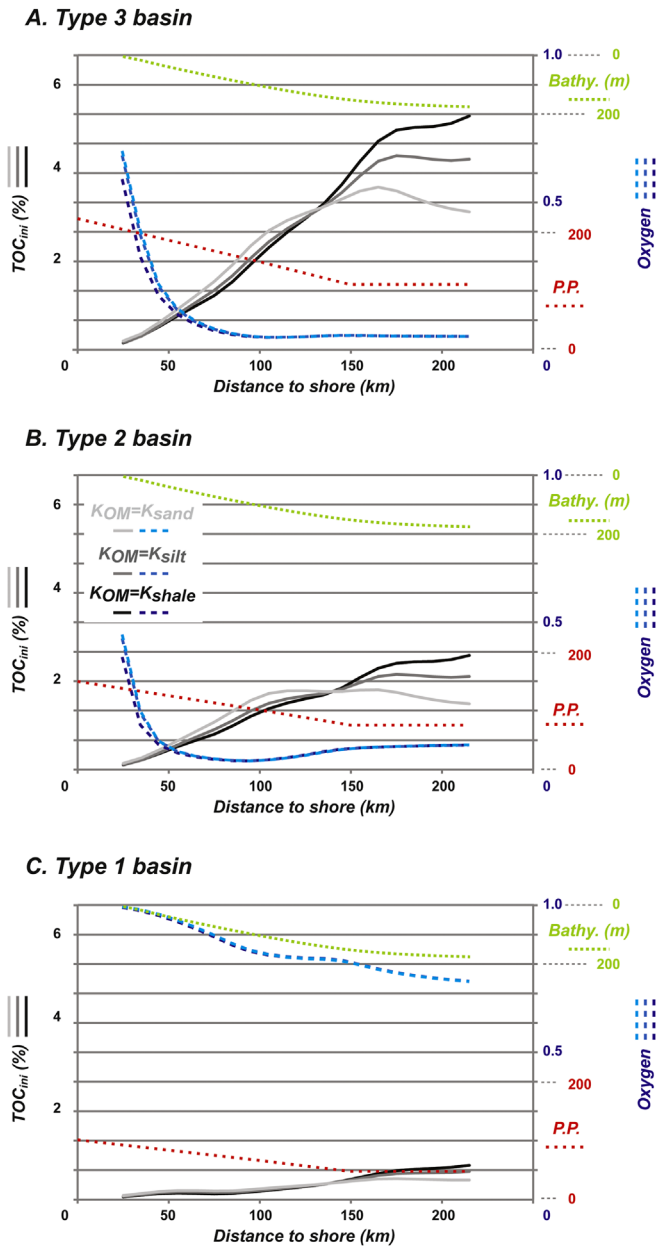 A. Type 3 basin
1.0 0
6
Bathy. (m)
200
4
TOCini (%)
0.5
200
Oxygen
2
P.P.
0
0 50 100 150 200 0
Distance to shore (km)
B. Type 2 basin
1.0 0
6
KOM=Ksand
Bathy. (m)
200
KOM=Ksilt
4
KOM=Kshale
TOCini (%)
0.5
200
Oxygen
2
P.P.
0
0 50 100 150 200 0
Distance to shore (km)
C. Type 1 basin
1.0 0
6
Bathy. (m)
200
4
TOCini (%)
0.5
200
Oxygen
2
P.P.
0
0 50 100 150 200 0
Distance to shore (km)